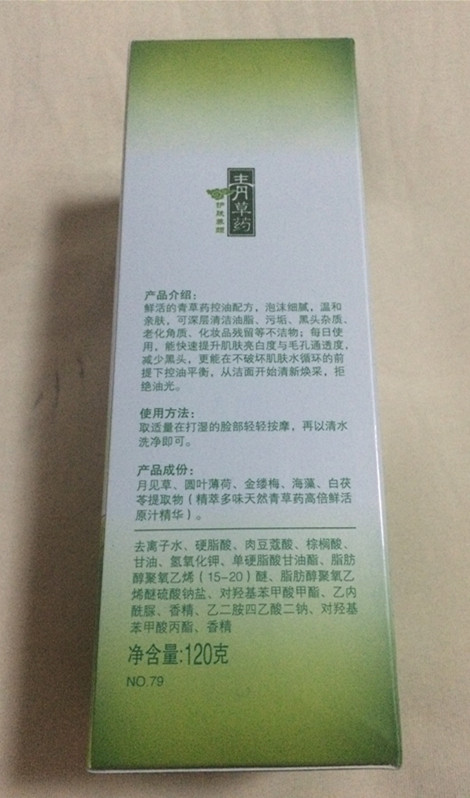 青草药
伊肤泉媞
产品介绍：
鲜活的青草药控油配方，泡沫细腻，温和
亲肤，可深层清洁油脂、污垢、黑头杂质、
老化角质、化妆品残留等不洁物；每日使
用，能快速提升肌肤亮白度与毛孔通透度，
减少黑头，更能在不破坏肌肤水循环的前
提下控油平衡，从洁面开始清新焕采，拒
绝油光。
使用方法：
取适量在打湿的脸部轻轻按摩，再以清水
洗净即可。
产品成份：
月见草、圆叶薄荷、金缕梅、海藻、白茯
苓提取物（精萃多味天然青草药高倍鲜活
原汁精华）。
去离子水、硬脂酸、肉豆蔻酸、棕榈酸、
甘油、氢氧化钾、单硬脂酸甘油酯、脂肪
醇聚氧乙烯（15-20）醚、脂肪醇聚氧乙
烯醚硫酸钠盐、对羟基苯甲酸甲酯、乙内
酰脲、香精、乙二胺四乙酸二钠、对羟基
苯甲酸丙酯、香精
净含量:120克
NO.79